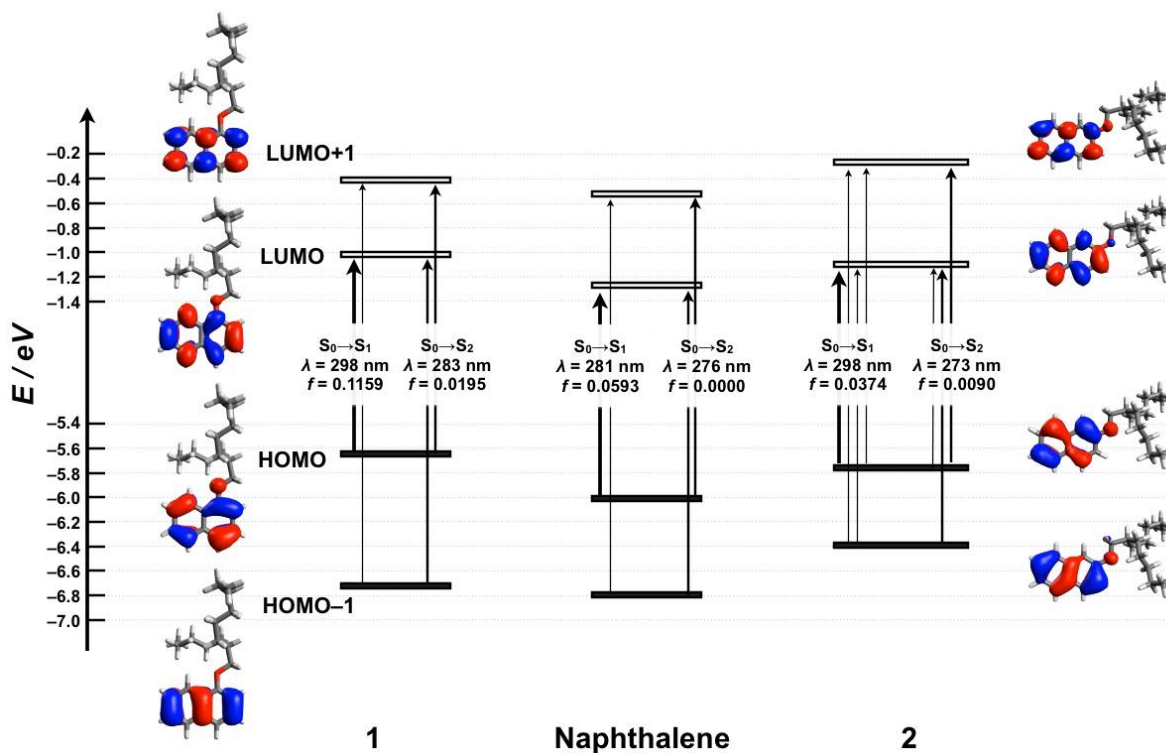 E / eV
−0.2
−0.4
−0.6
−0.8
−1.0
−1.2
−1.4
−5.4
−5.6
−5.8
−6.0
−6.2
−6.4
−6.6
−6.8
−7.0
LUMO+1
LUMO
HOMO
HOMO−1
S₀→S₁
λ = 298 nm
f = 0.1159
S₀→S₂
λ = 283 nm
f = 0.0195
S₀→S₁
λ = 281 nm
f = 0.0593
S₀→S₂
λ = 276 nm
f = 0.0000
S₀→S₁
λ = 298 nm
f = 0.0374
S₀→S₂
λ = 273 nm
f = 0.0090
1
Naphthalene
2